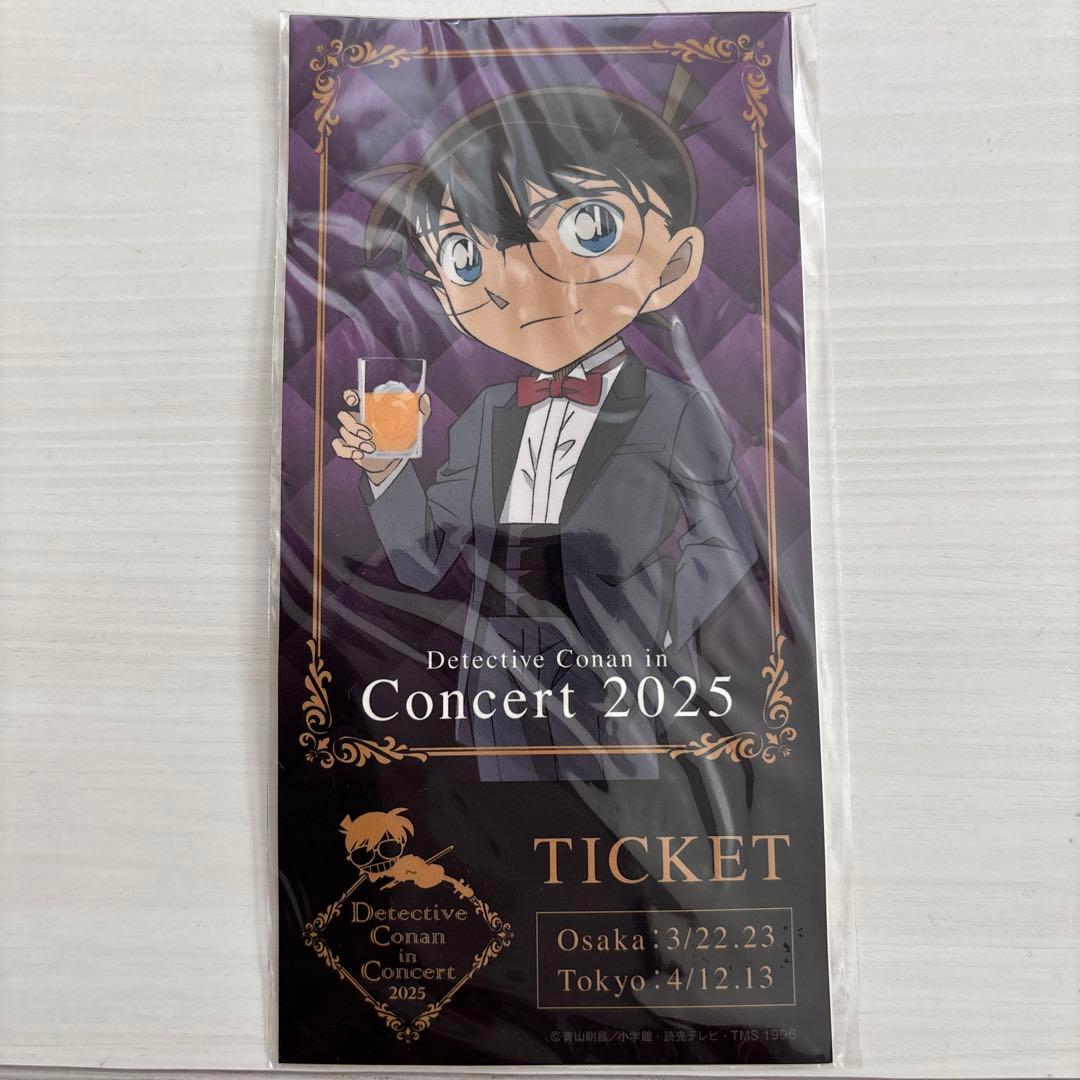 Detective Conan in
Concert 2025
TICKET
Detective
Conan
in
Concert
2025
Osaka:3/22.23
Tokyo:4/12.13
©青山剛昌/小学館・読売テレビ・TMS 1996